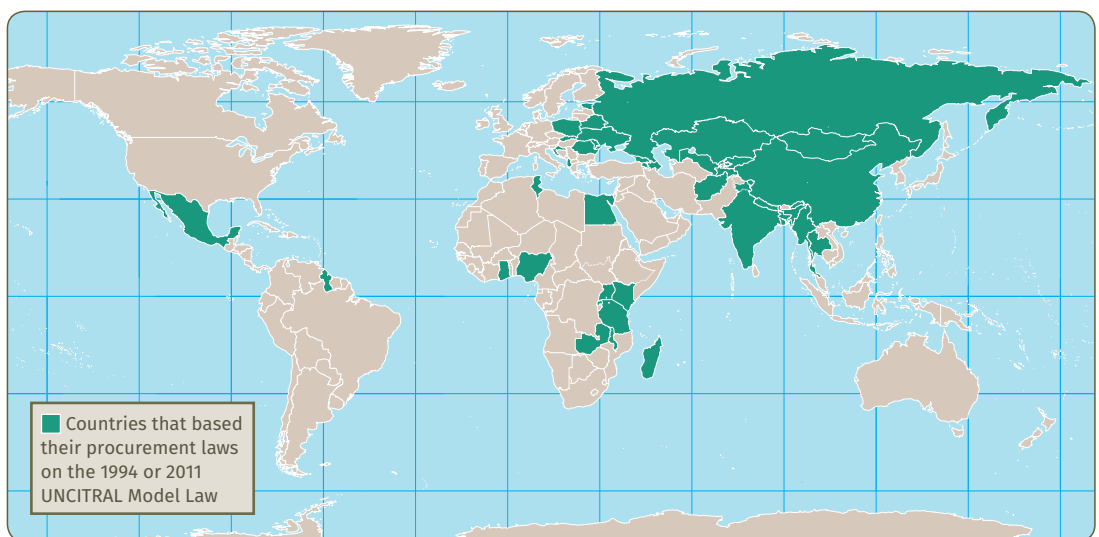 Countries that based
their procurement laws
on the 1994 or 2011
UNCITRAL Model Law